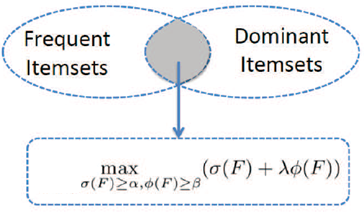 Frequent
Itemsets
Dominant
Itemsets
max (σ(F) + λϕ(F))
σ(F)≥α,ϕ(F)≥β